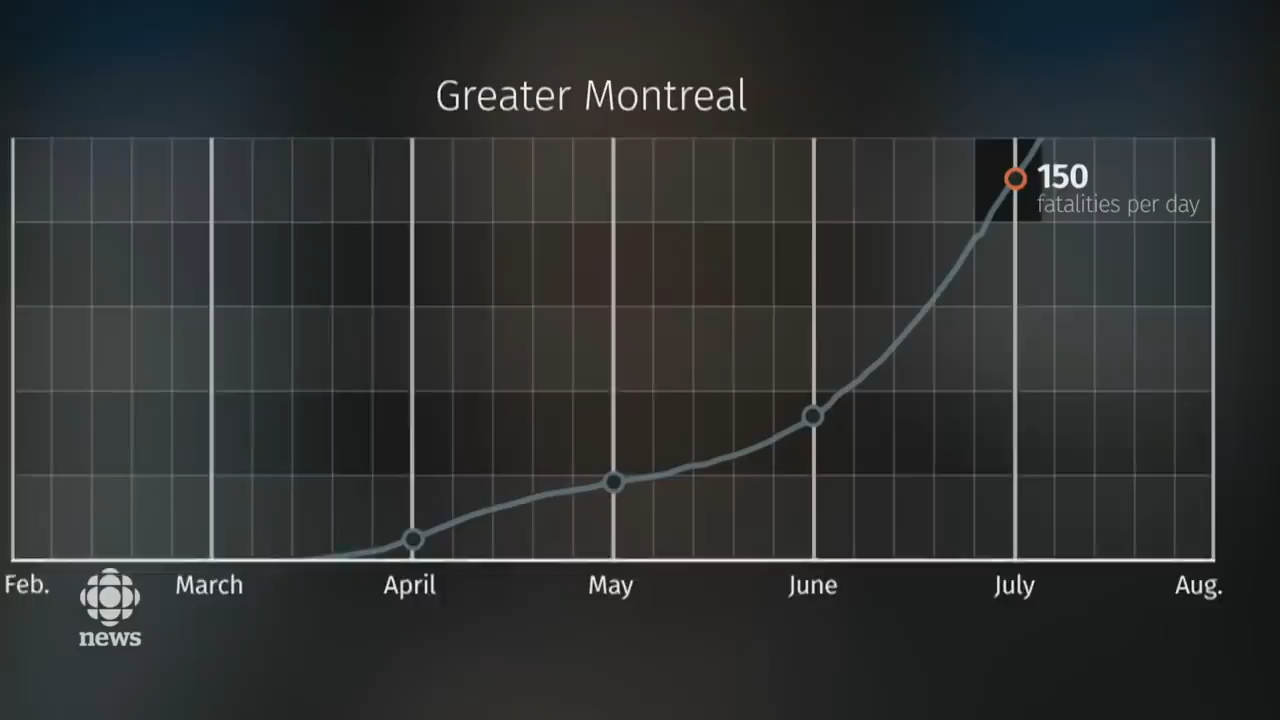 Greater Montreal
150
fatalities per day
Feb.
March
April
May
June
July
Aug.
news